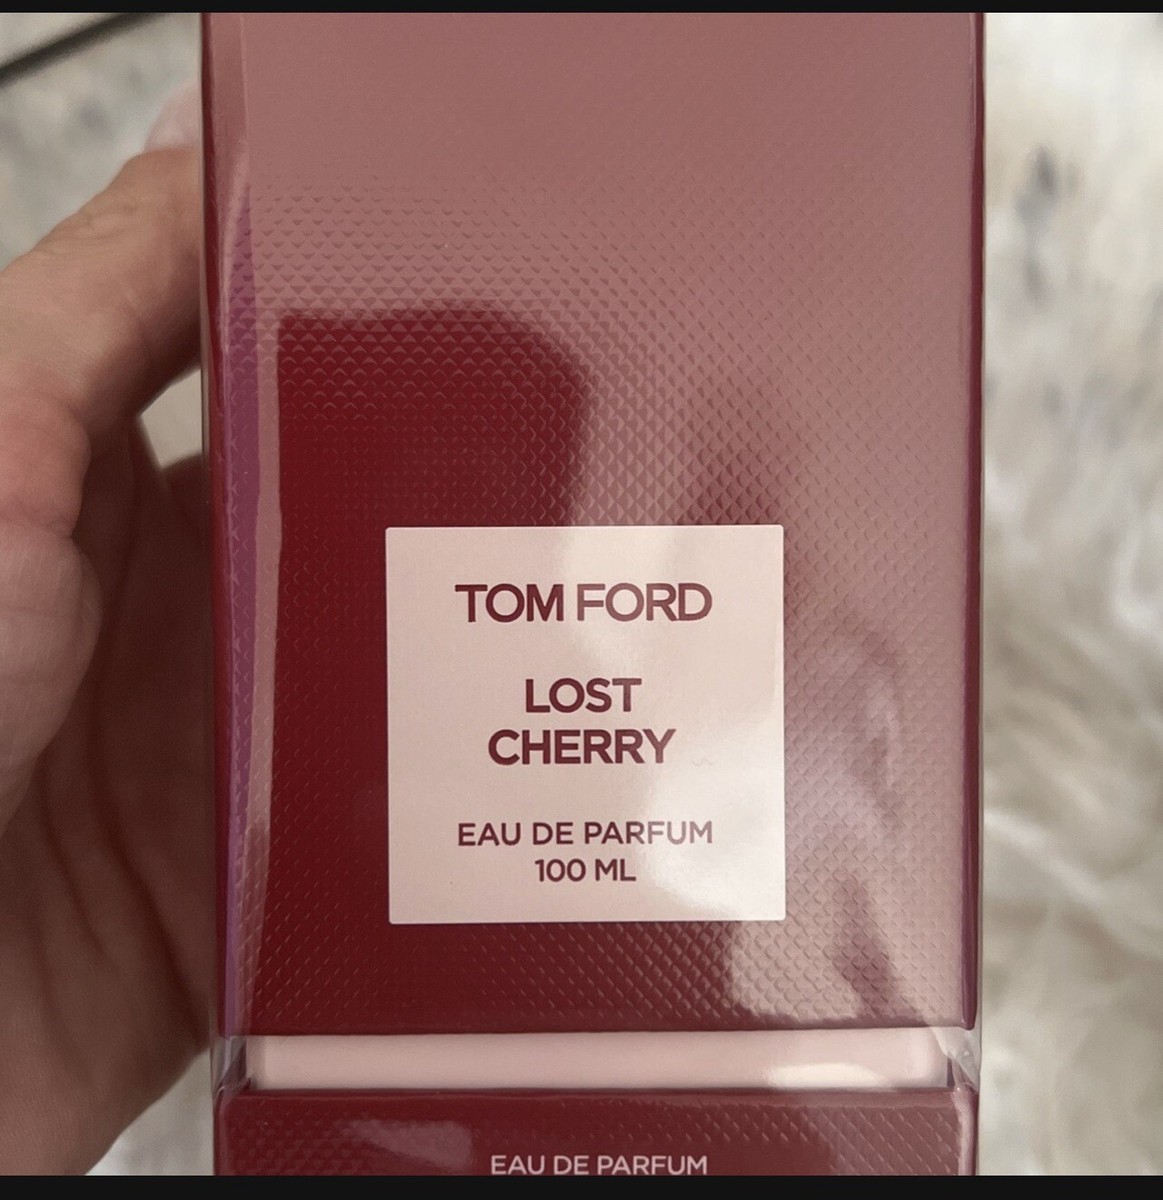 TOM FORD
LOST
CHERRY
EAU DE PARFUM
100 ML
EAU DE PARFUM